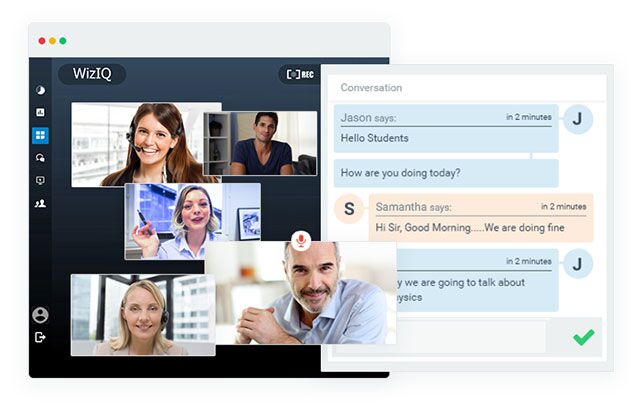 WizIQ
REC
Conversation
Jason says:
in 2 minutes
J
Hello Students
How are you doing today?
S
Samantha says:
in 2 minutes
Hi Sir, Good Morning.....We are doing fine
in 2 minutes
J
y we are going to talk about
ysics